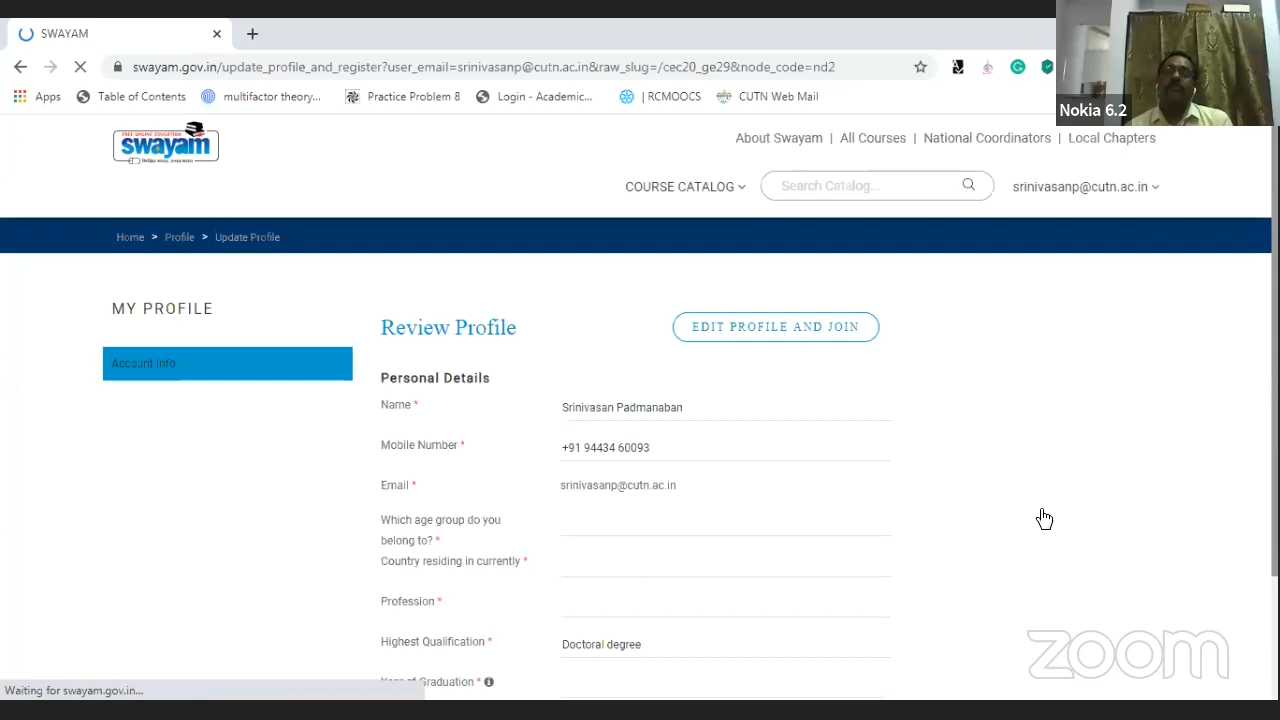 SWAYAM
swayam.gov.in/update_profile_and_register?user_email=srinivasanp@cutn.ac.in&raw_slug=/cec20_ge29&node_code=nd2
Apps Table of Contents multifactor theory... Practice Problem 8 Login - Academic... | RCMOOCS CUTN Web Mail
Nokia 6.2
FREE ONLINE EDUCATION
swayam
About Swayam | All Courses | National Coordinators | Local Chapters
COURSE CATALOG Search Catalog... srinivasanp@cutn.ac.in
Home > Profile > Update Profile
MY PROFILE
Account Info
Review Profile EDIT PROFILE AND JOIN
Personal Details
Name * Srinivasan Padmanaban
Mobile Number * +91 94434 60093
Email * srinivasanp@cutn.ac.in
Which age group do you
belong to? *
Country residing in currently *
Profession *
Highest Qualification * Doctoral degree
Year of Graduation *
Waiting for swayam.gov.in...
zoom